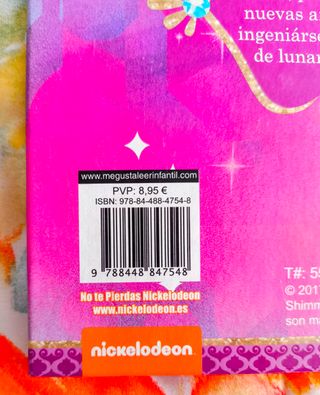 nuevas
ingeniárse
de lunar
www.megustaleerinfantil.com
PVP: 8,95 €
ISBN: 978-84-488-4754-8
9 788448 847548
T#: 55
No te Pierdas Nickelodeon
© 201
www.nickelodeon.es
Shimm
son ma
nickelodeon